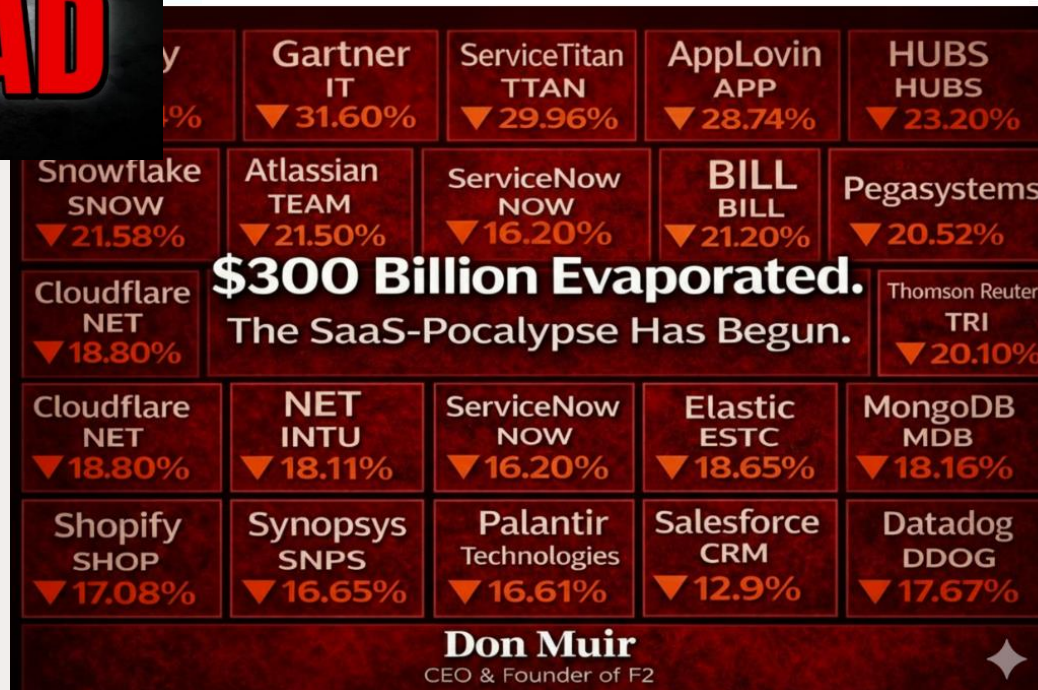 AD
y
4%
Gartner
IT
▼31.60%
ServiceTitan
TTAN
▼29.96%
AppLovin
APP
▼28.74%
HUBS
HUBS
▼23.20%
Snowflake
SNOW
▼21.58%
Atlassian
TEAM
▼21.50%
ServiceNow
NOW
▼16.20%
BILL
BILL
▼21.20%
Pegasystems
▼20.52%
Cloudflare
NET
▼18.80%
$300 Billion Evaporated.
The SaaS-Pocalypse Has Begun.
Thomson Reuter
TRI
▼20.10%
Cloudflare
NET
▼18.80%
NET
INTU
▼18.11%
ServiceNow
NOW
▼16.20%
Elastic
ESTC
▼18.65%
MongoDB
MDB
▼18.16%
Shopify
SHOP
▼17.08%
Synopsys
SNPS
▼16.65%
Palantir
Technologies
▼16.61%
Salesforce
CRM
▼12.9%
Datadog
DDOG
▼17.67%
Don Muir
CEO & Founder of F2